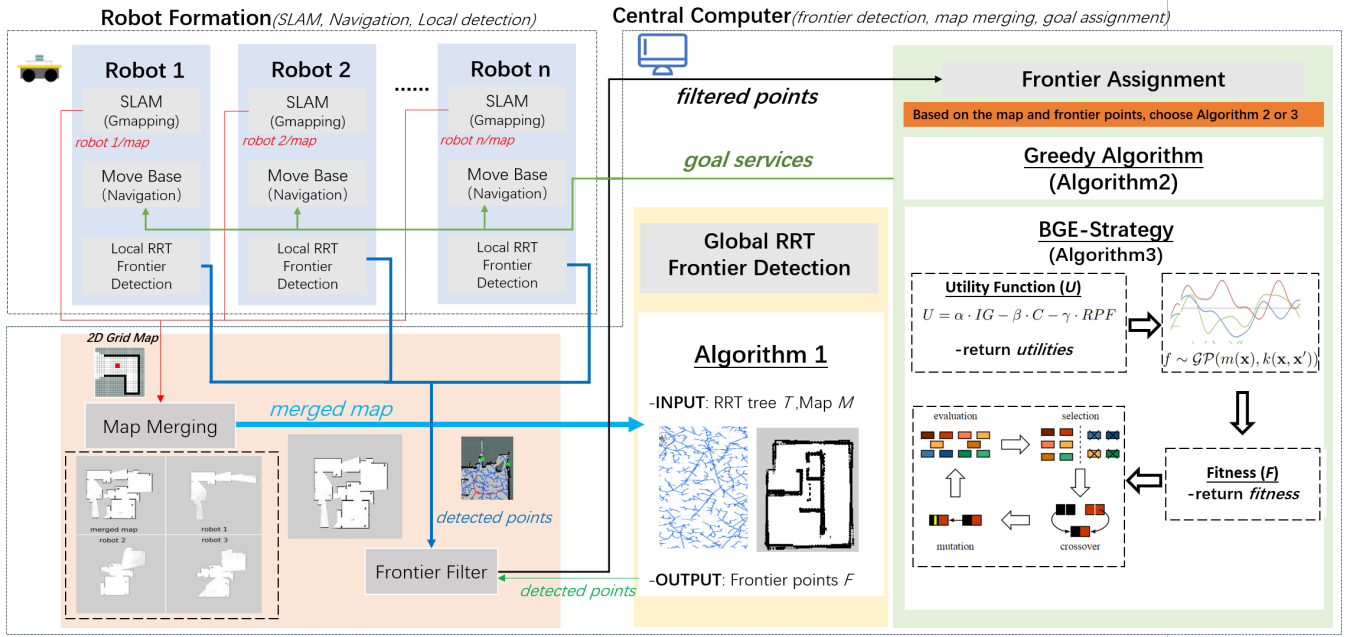 Robot Formation(SLAM, Navigation, Local detection)
Central Computer(frontier detection, map merging, goal assignment)
Robot 1
SLAM
(Gmapping)
robot 1/map
Move Base
(Navigation)
Local RRT
Frontier
Detection
Robot 2
SLAM
(Gmapping)
robot 2/map
Move Base
(Navigation)
Local RRT
Frontier
Detection
......
Robot n
SLAM
(Gmapping)
robot n/map
Move Base
(Navigation)
Local RRT
Frontier
Detection
filtered points
goal services
Frontier Assignment
Based on the map and frontier points, choose Algorithm 2 or 3
Greedy Algorithm
(Algorithm2)
BGE-Strategy
(Algorithm3)
Utility Function (U)
U = α · IG − β · C − γ · RPF
-return utilities
f ∼ GP(m(x), k(x, x′))
Fitness (F)
-return fitness
evaluation
selection
mutation
crossover
Global RRT
Frontier Detection
Algorithm 1
-INPUT: RRT tree T ,Map M
-OUTPUT: Frontier points F
2D Grid Map
Map Merging
merged map
merged map
robot 1
robot 2
robot 3
detected points
Frontier Filter
detected points